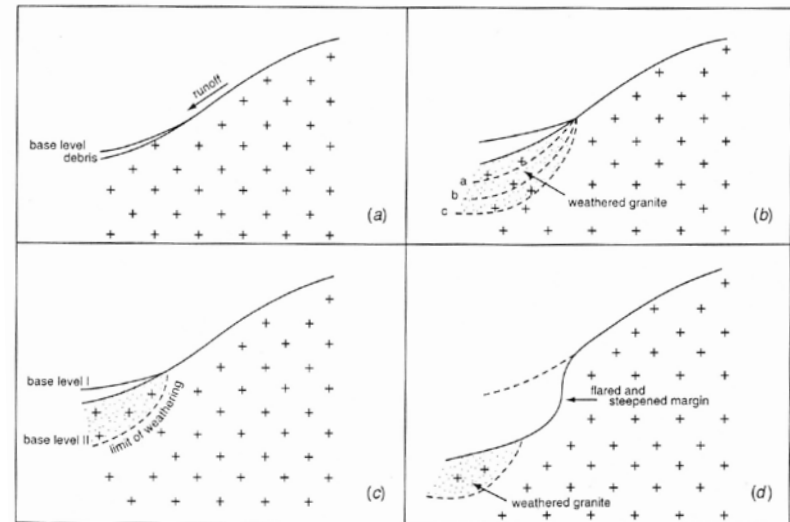 runoff
base level
debris
(a)
a
b
c
weathered granite
(b)
base level I
base level II
limit of weathering
(c)
flared and
steepened margin
weathered granite
(d)